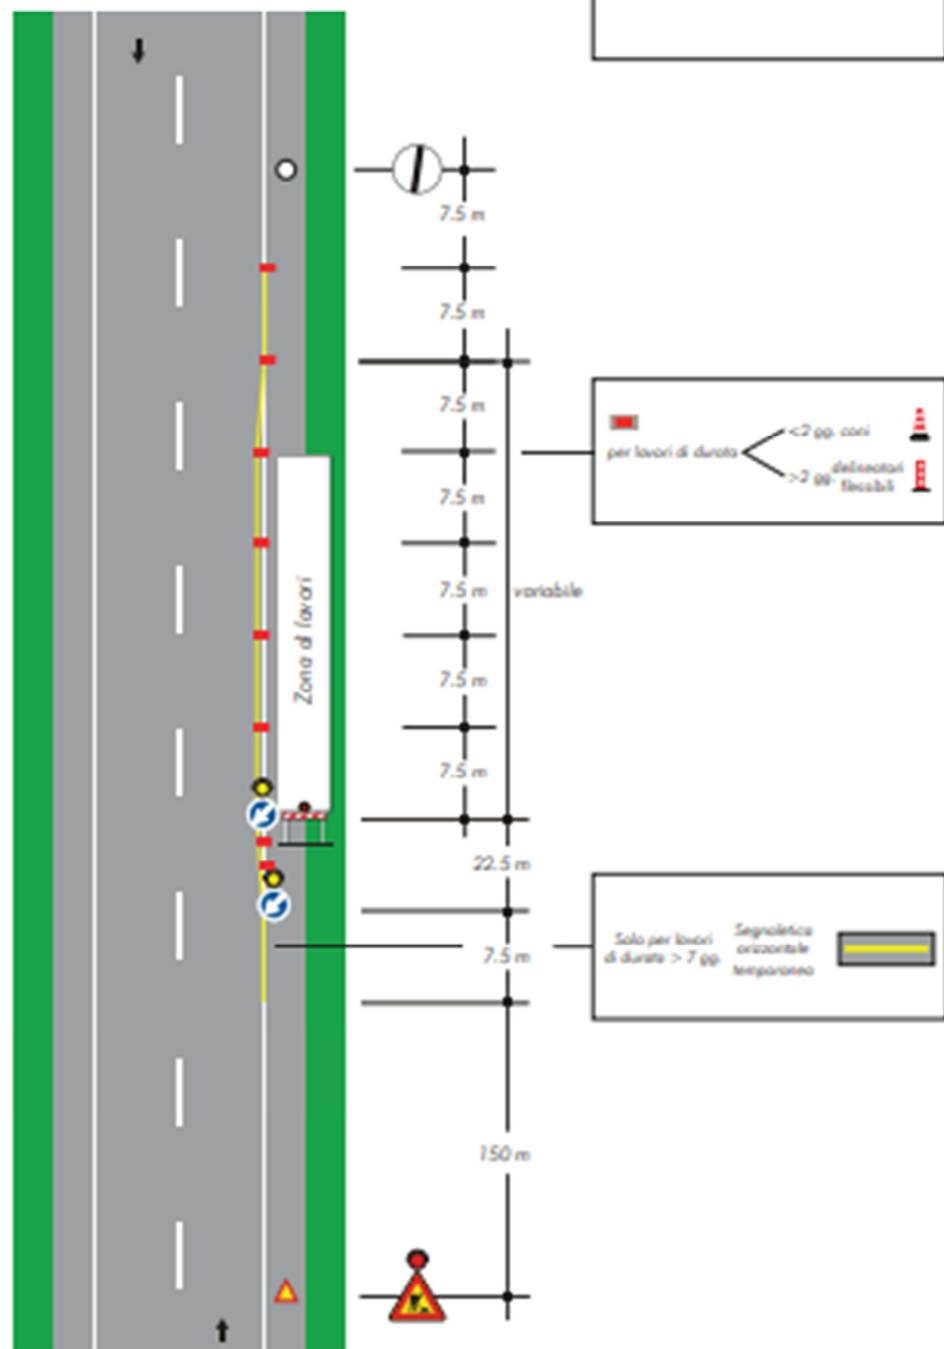 7.5 m
7.5 m
7.5 m
<2 gg. coni
per lavori di durata
>2 gg. delineatori
flessibili
7.5 m
Zona di lavori
7.5 m
variabile
7.5 m
7.5 m
22.5 m
Solo per lavori
di durata > 7 gg.
Segnaletica
orizzontale
temporanea
7.5 m
150 m